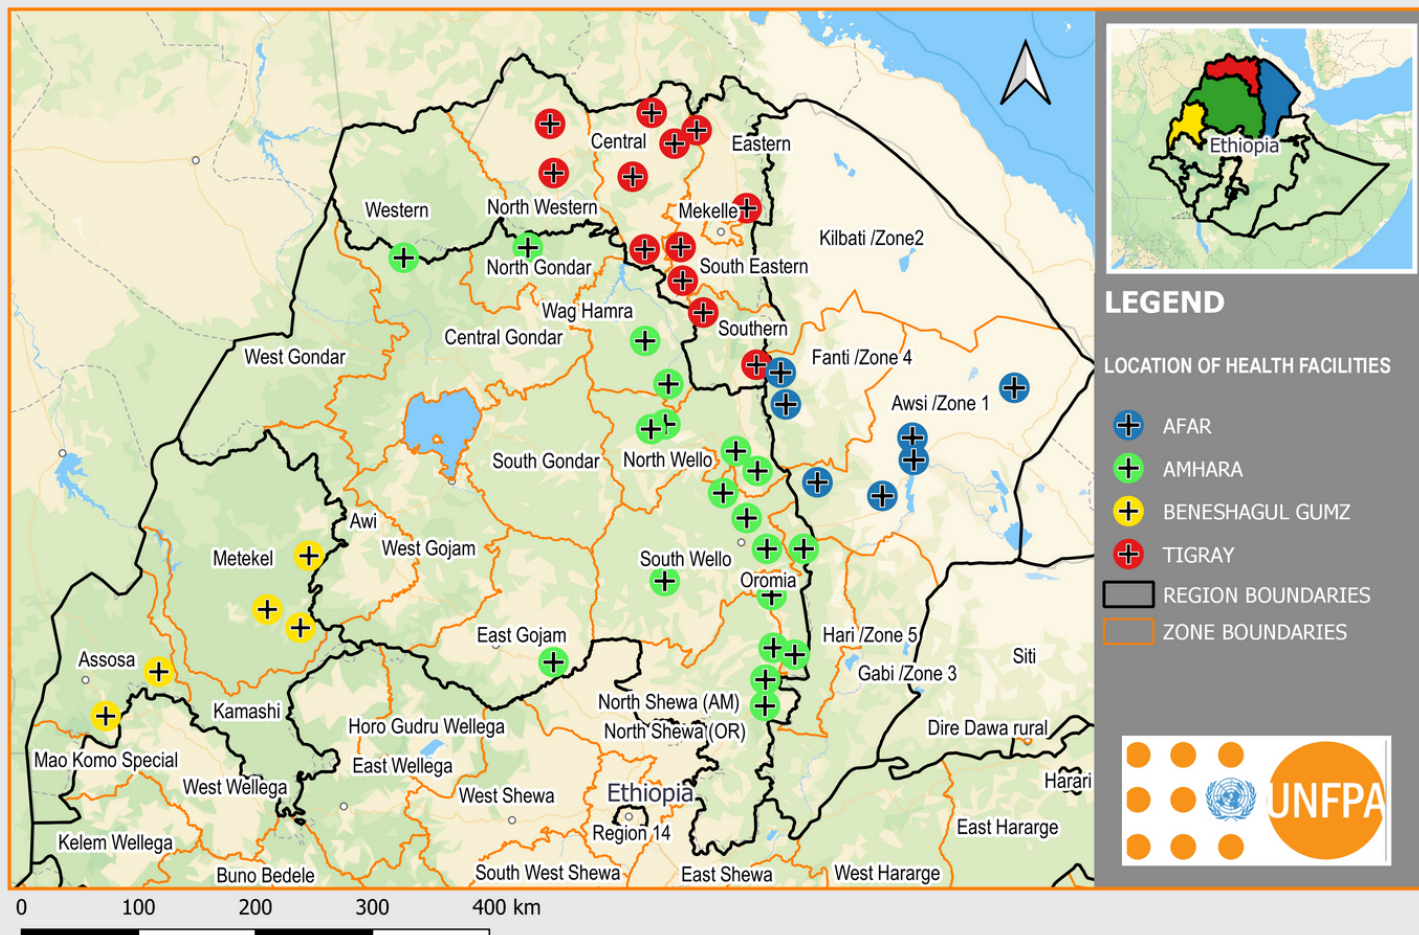 Central
Eastern
Western
North Western
Mekelle
Kilbati /Zone2
North Gondar
South Eastern
Wag Hamra
Central Gondar
Southern
West Gondar
Fanti /Zone 4
Awsi /Zone 1
South Gondar
North Wello
Awi
West Gojam
Metekel
South Wello
Oromia
East Gojam
Hari /Zone 5
Assosa
Gabi /Zone 3
Siti
Kamashi
North Shewa (AM)
Horo Gudru Wellega
North Shewa (OR)
Dire Dawa rural
Mao Komo Special
East Wellega
Harari
West Wellega
West Shewa
Ethiopia
Region 14
East Hararge
Kelem Wellega
Buno Bedele
South West Shewa
East Shewa
West Hararge
0 100 200 300 400 km
Ethiopia
LEGEND
LOCATION OF HEALTH FACILITIES
AFAR
AMHARA
BENESHAGUL GUMZ
TIGRAY
REGION BOUNDARIES
ZONE BOUNDARIES
UNFPA